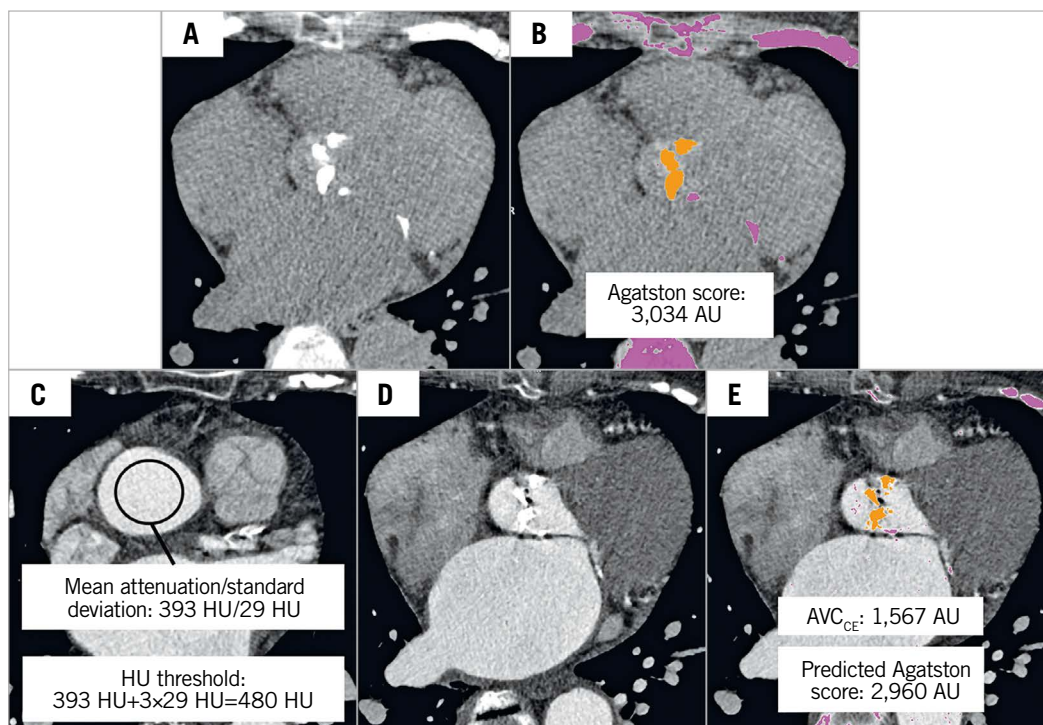 A
B
R
Agatston score:
3,034 AU
C
D
E
Mean attenuation/standard
deviation: 393 HU/29 HU
HU threshold:
393 HU+3×29 HU=480 HU
AVC_CE: 1,567 AU
Predicted Agatston
score: 2,960 AU